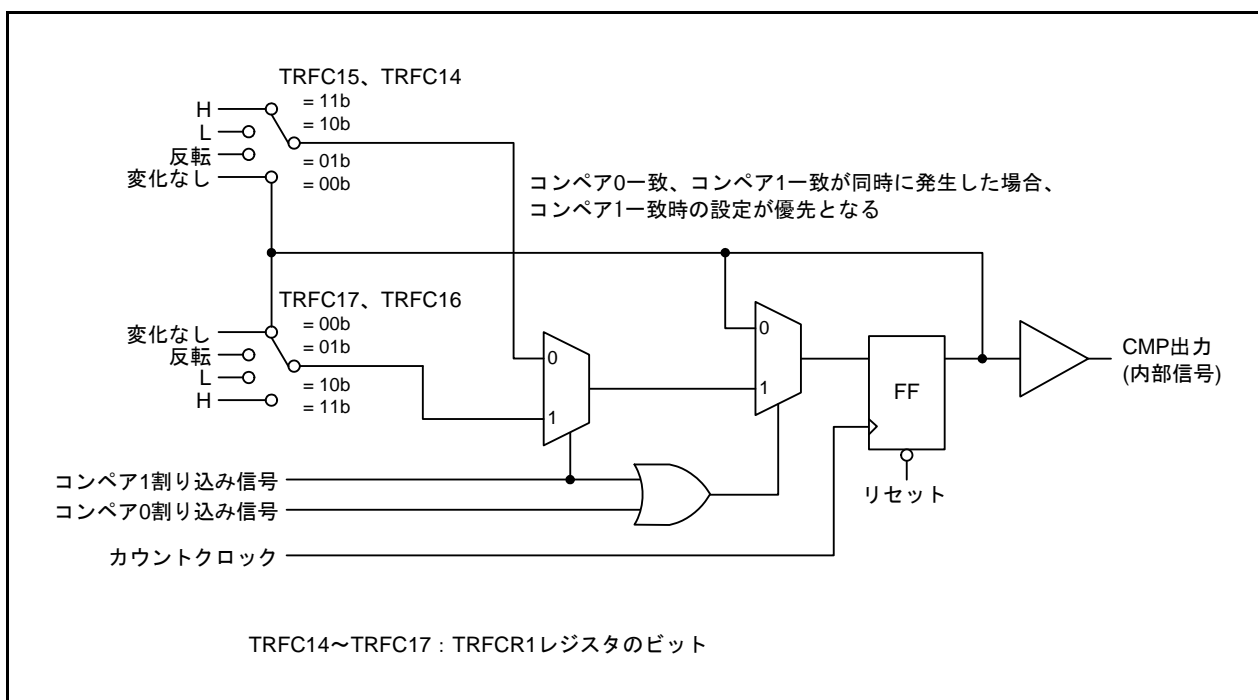 TRFC15、TRFC14
H
= 11b
L
= 10b
反転
= 01b
変化なし
= 00b
コンペア0一致、コンペア1一致が同時に発生した場合、
コンペア1一致時の設定が優先となる
TRFC17、TRFC16
変化なし
= 00b
反転
= 01b
L
= 10b
H
= 11b
0
1
0
1
FF
CMP出力
(内部信号)
リセット
コンペア1割り込み信号
コンペア0割り込み信号
カウントクロック
TRFC14～TRFC17：TRFCR1レジスタのビット